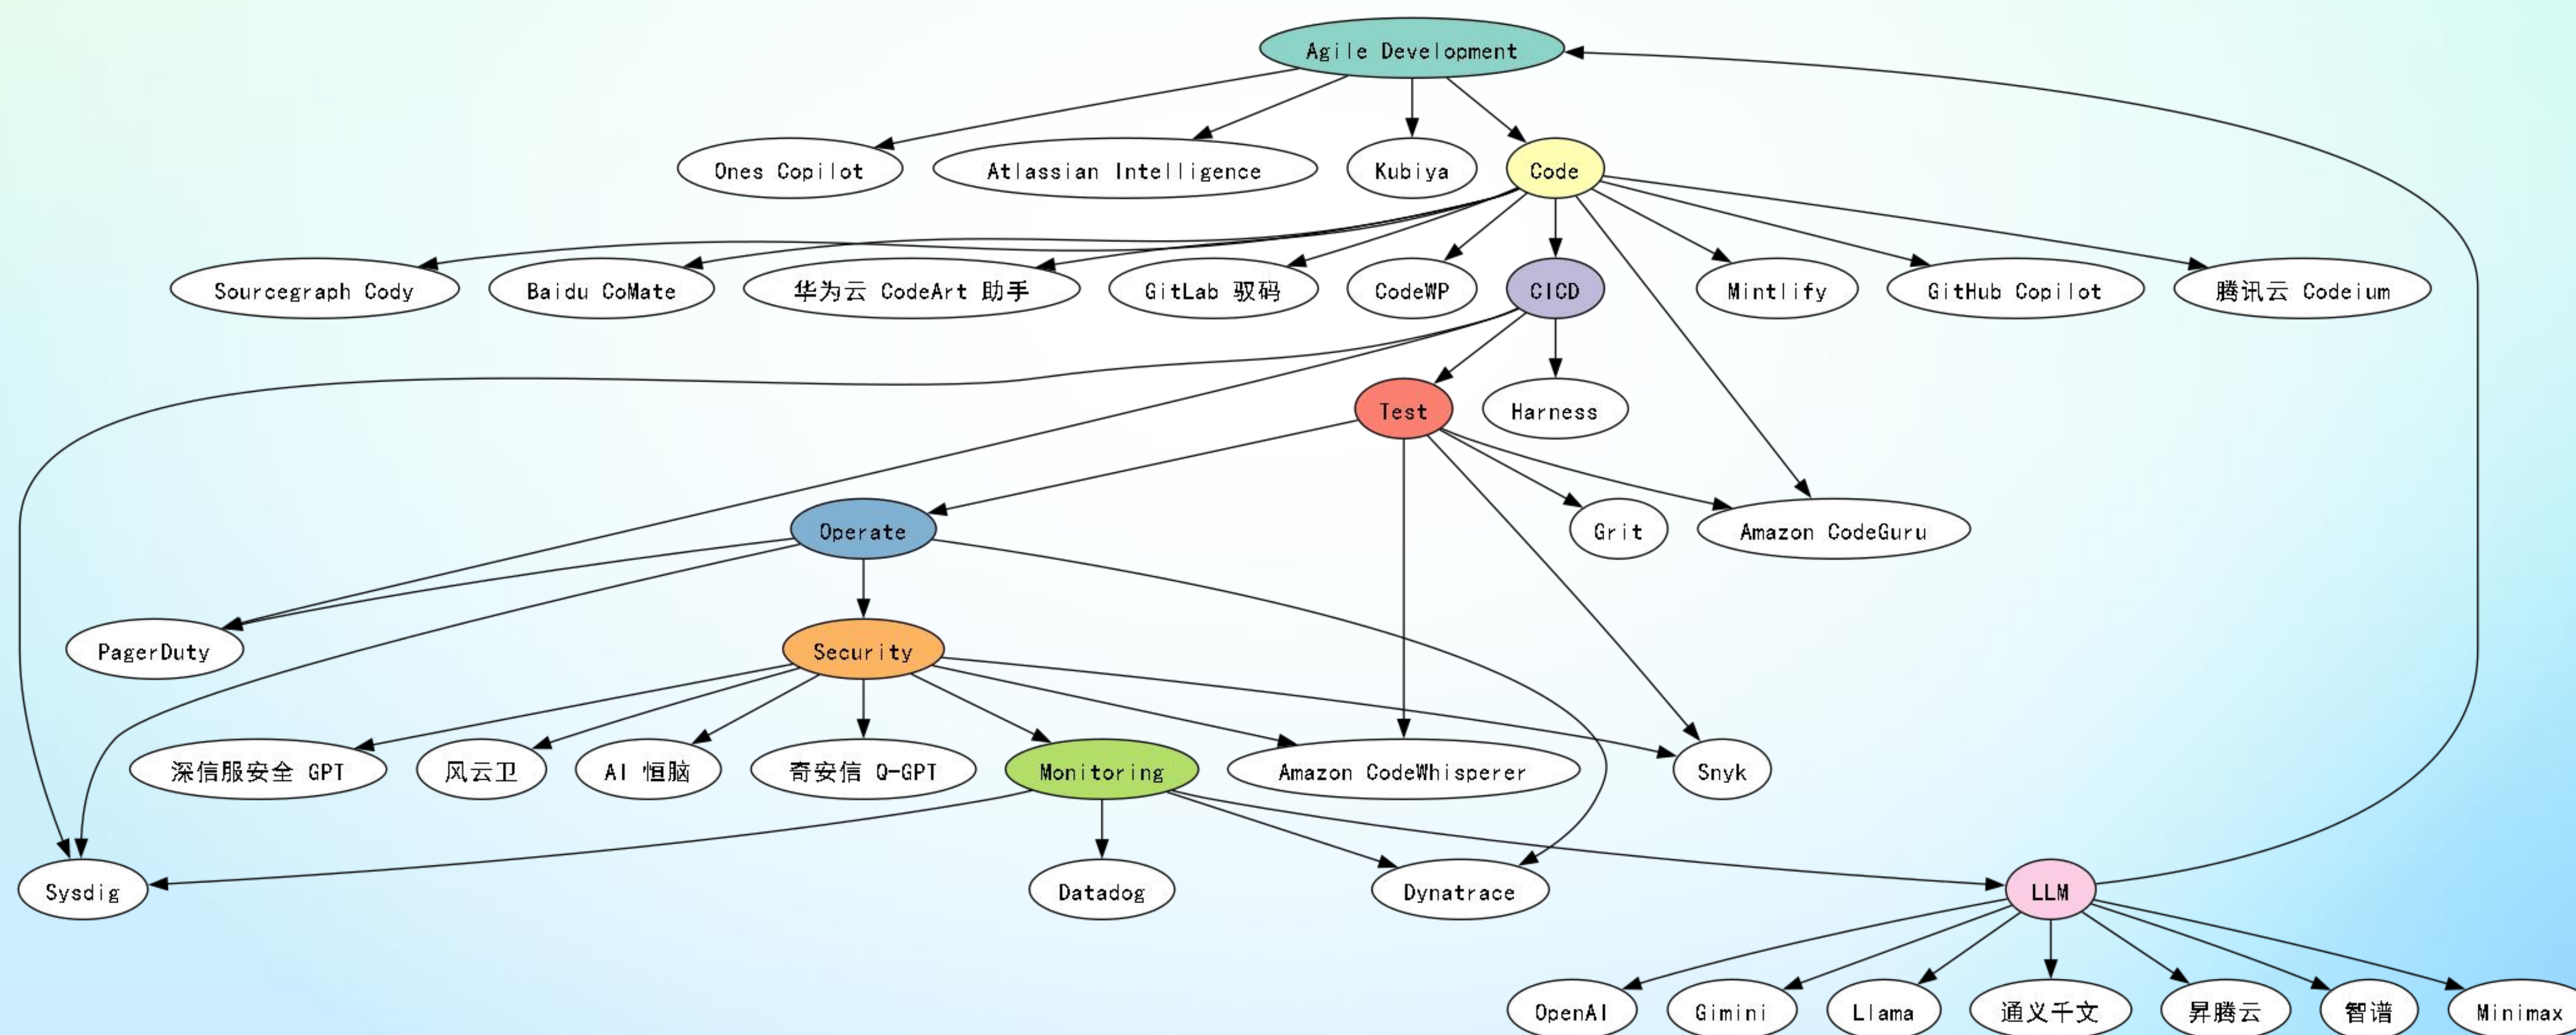 Agile Development
Ones Copilot
Atlassian Intelligence
Kubiya
Code
Sourcegraph Cody
Baidu CoMate
华为云 CodeArt 助手
GitLab 驭码
CodeWP
CICD
Mintlify
GitHub Copilot
腾讯云 Codeium
Test
Harness
Operate
Grit
Amazon CodeGuru
PagerDuty
Security
深信服安全 GPT
风云卫
AI 恒脑
奇安信 Q-GPT
Monitoring
Amazon CodeWhisperer
Snyk
Sysdig
Datadog
Dynatrace
LLM
OpenAI
Gimini
Llama
通义千文
昇腾云
智谱
Minimax